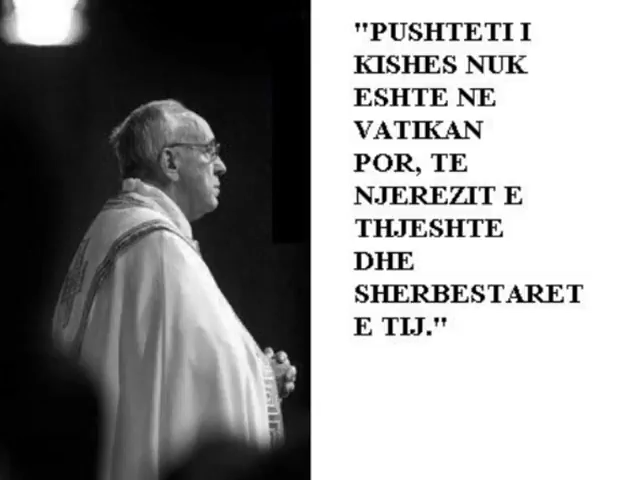 "PUSHTETI I
KISHES NUK
ESHTE NE
VATIKAN
POR, TE
NJEREZIT E
THJESHTE
DHE
SHERBESTARET
E TIJ."